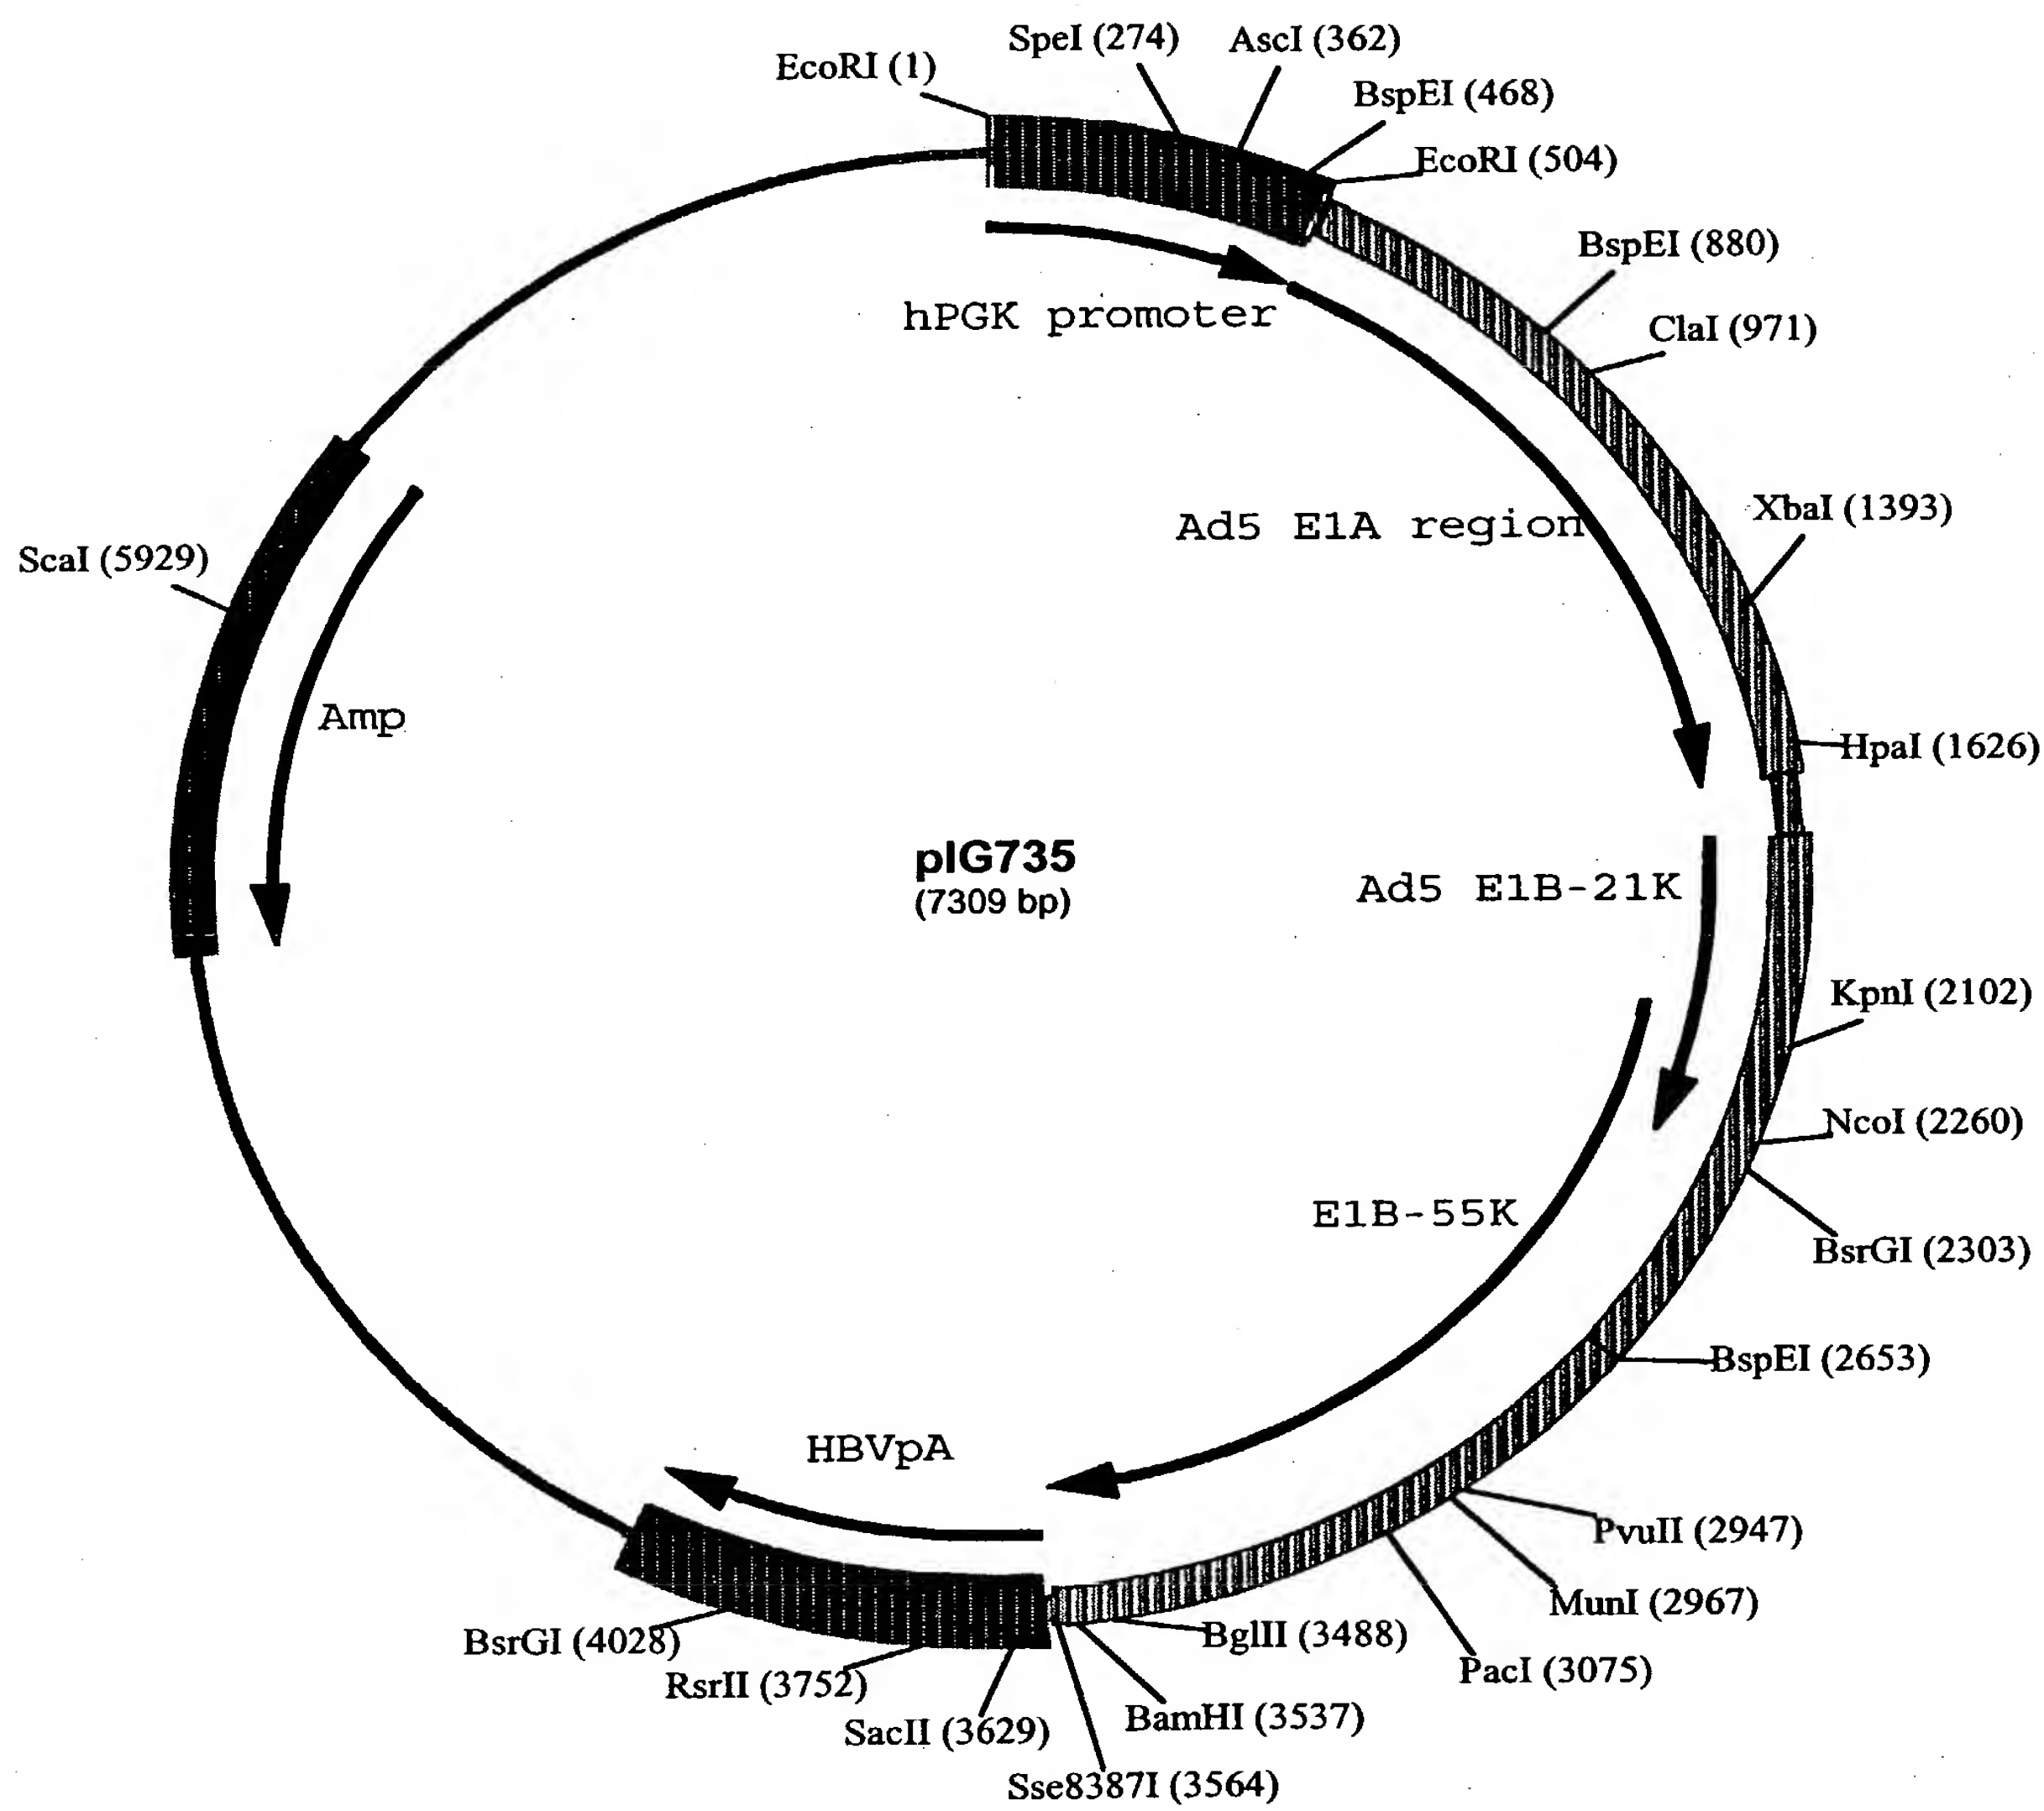 SpeI (274)
AscI (362)
EcoRI (1)
BspEI (468)
EcoRI (504)
BspEI (880)
hPGK promoter
ClaI (971)
XbaI (1393)
Ad5 E1A region
ScaI (5929)
Amp
HpaI (1626)
pIG735
(7309 bp)
Ad5 E1B-21K
KpnI (2102)
NcoI (2260)
E1B-55K
BsrGI (2303)
BspEI (2653)
HBVpA
PvuII (2947)
MunI (2967)
BglII (3488)
BsrGI (4028)
PacI (3075)
RsrII (3752)
BamHI (3537)
SacII (3629)
Sse8387I (3564)